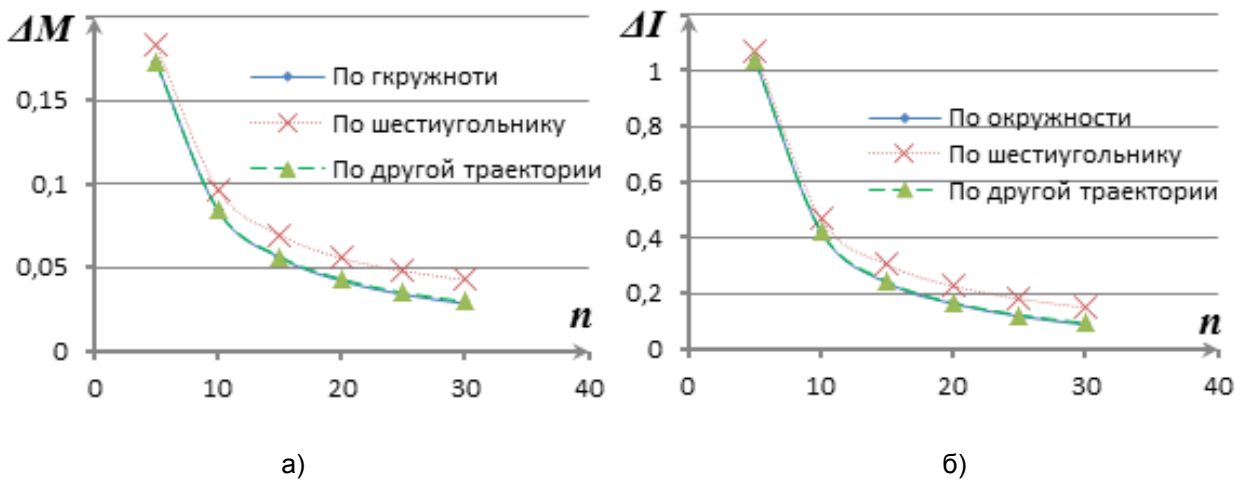 ΔM
0,15
0,1
0,05
0
0 10 20 30 40
n
По гкружноти
По шестиугольнику
По другой траектории
а)
ΔI
1
0,8
0,6
0,4
0,2
0
0 10 20 30 40
n
По окружности
По шестиугольнику
По другой траектории
б)